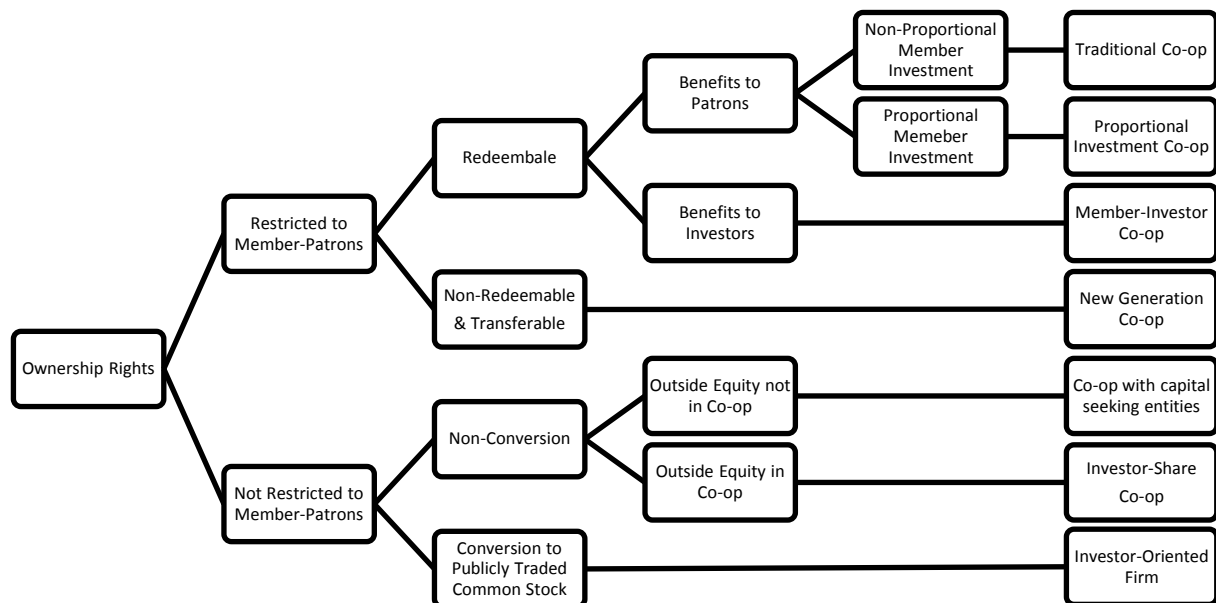 Non-Proportional
Member
Investment
Traditional Co-op
Benefits to
Patrons
Proportional
Memeber
Investment
Proportional
Investment Co-op
Redeembale
Restricted to
Member-Patrons
Benefits to
Investors
Member-Investor
Co-op
Non-Redeemable
& Transferable
New Generation
Co-op
Ownership Rights
Outside Equity not
in Co-op
Co-op with capital
seeking entities
Non-Conversion
Not Restricted to
Member-Patrons
Outside Equity in
Co-op
Investor-Share
Co-op
Conversion to
Publicly Traded
Common Stock
Investor-Oriented
Firm